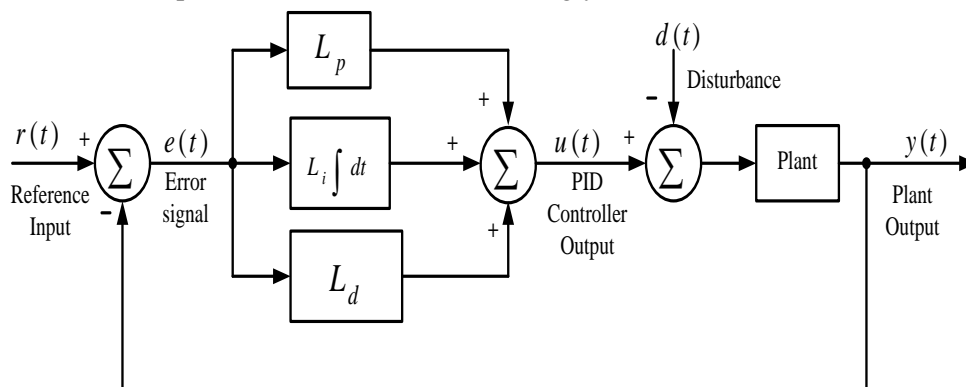 L_p
d(t)
Disturbance
-
+
r(t)
+
∑
e(t)
L_i ∫ dt
+
∑
u(t)
+
∑
Plant
y(t)
Reference
Input
-
Error
signal
+
PID
Controller
Output
Plant
Output
L_d